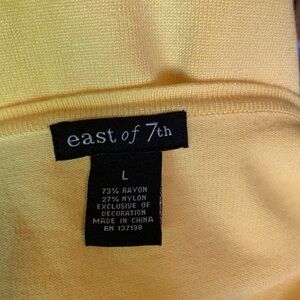 east of 7th
L
73% RAYON
27% NYLON
EXCLUSIVE OF
DECORATION
MADE IN CHINA
RN 137198